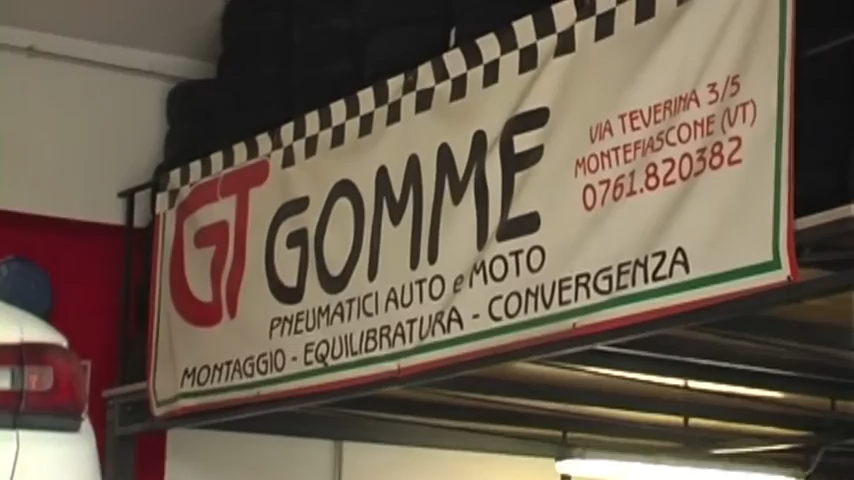 GT GOMME
VIA TEVERINA 3/5
MONTEFIASCONE (VT)
0761.820382
PNEUMATICI AUTO e MOTO
MONTAGGIO - EQUILIBRATURA - CONVERGENZA